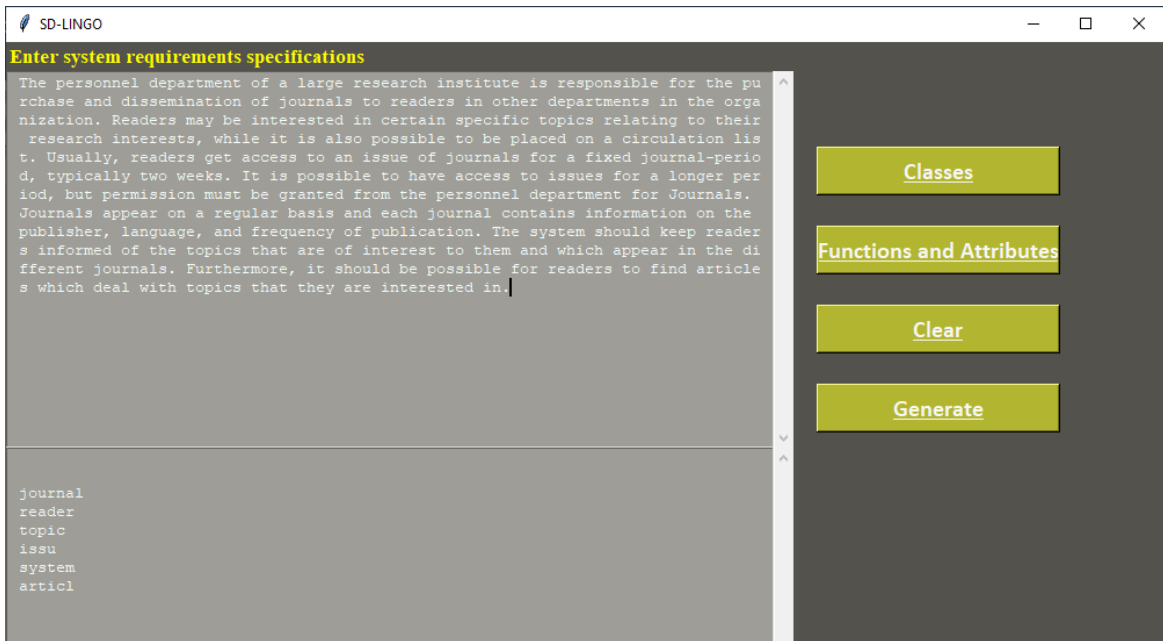 SD-LINGO
Enter system requirements specifications
The personnel department of a large research institute is responsible for the pu
rchase and dissemination of journals to readers in other departments in the orga
nization. Readers may be interested in certain specific topics relating to their
research interests, while it is also possible to be placed on a circulation lis
t. Usually, readers get access to an issue of journals for a fixed journal-perio
d, typically two weeks. It is possible to have access to issues for a longer per
iod, but permission must be granted from the personnel department for Journals.
Journals appear on a regular basis and each journal contains information on the
publisher, language, and frequency of publication. The system should keep reader
s informed of the topics that are of interest to them and which appear in the di
fferent journals. Furthermore, it should be possible for readers to find article
s which deal with topics that they are interested in.
journal
reader
topic
issu
system
articl
Classes
Functions and Attributes
Clear
Generate